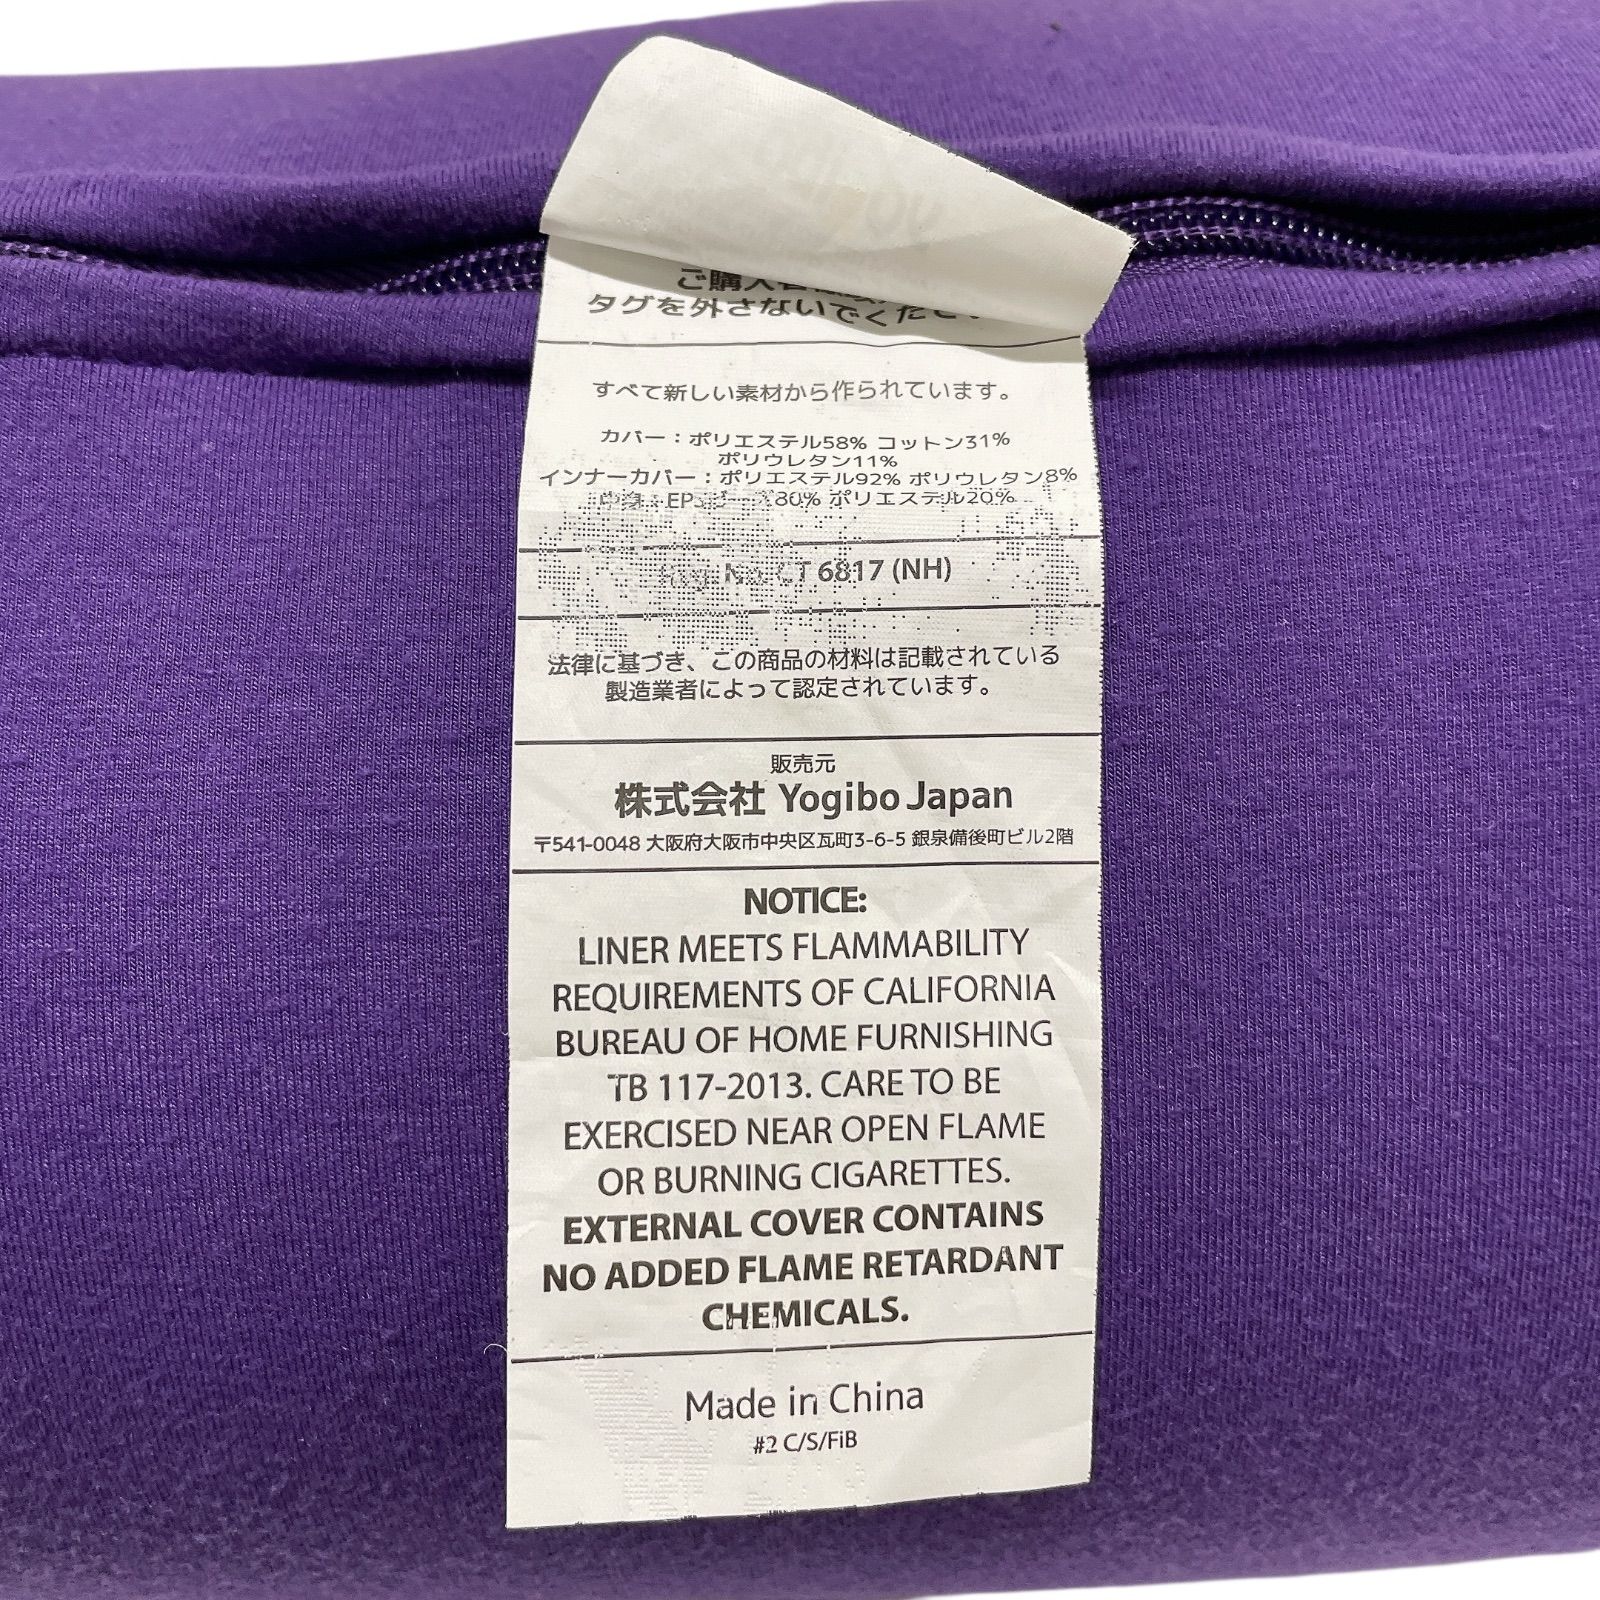 タグを外さないでください
すべて新しい素材から作られています。
カバー：ポリエステル58% コットン31%
ポリウレタン11%
インナーカバー：ポリエステル92% ポリウレタン8%
80% ポリエステル20%
Reg. No. CT 6817 (NH)
法律に基づき、この商品の材料は記載されている
製造業者によって認定されています。
販売元
株式会社 Yogibo Japan
〒541-0048 大阪府大阪市中央区瓦町3-6-5 銀泉備後町ビル2階
NOTICE:
LINER MEETS FLAMMABILITY
REQUIREMENTS OF CALIFORNIA
BUREAU OF HOME FURNISHING
TB 117-2013. CARE TO BE
EXERCISED NEAR OPEN FLAME
OR BURNING CIGARETTES.
EXTERNAL COVER CONTAINS
NO ADDED FLAME RETARDANT
CHEMICALS.
Made in China
#2 C/S/FiB